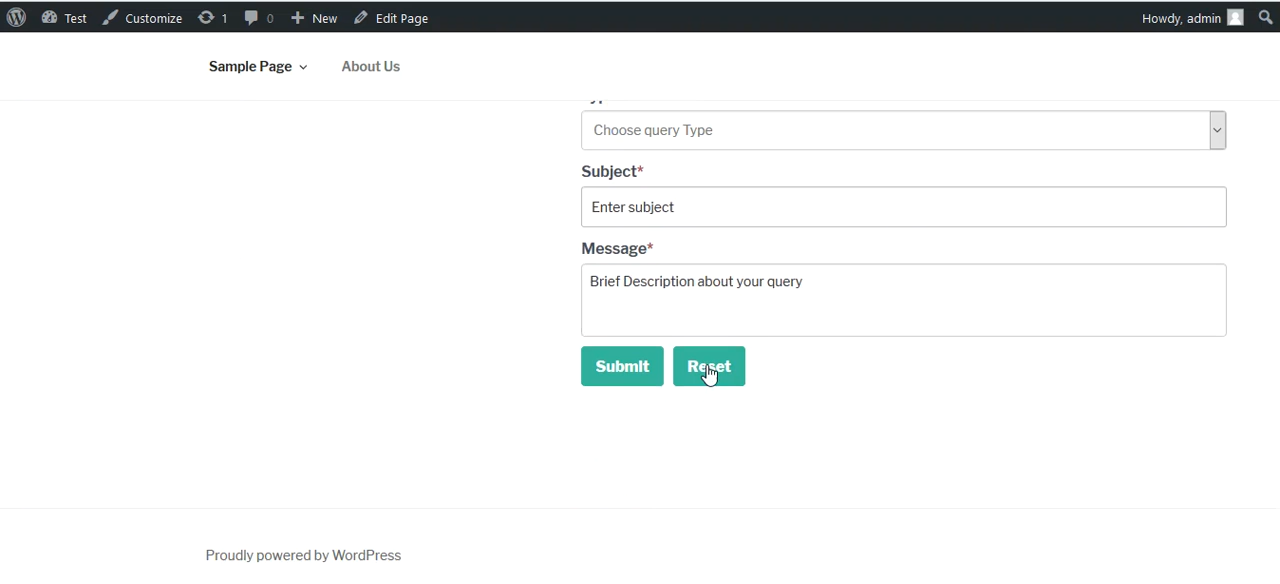 Test Customize 1 0 New Edit Page Howdy, admin
Sample Page About Us
Choose query Type
Subject*
Enter subject
Message*
Brief Description about your query
Submit Reset
Proudly powered by WordPress